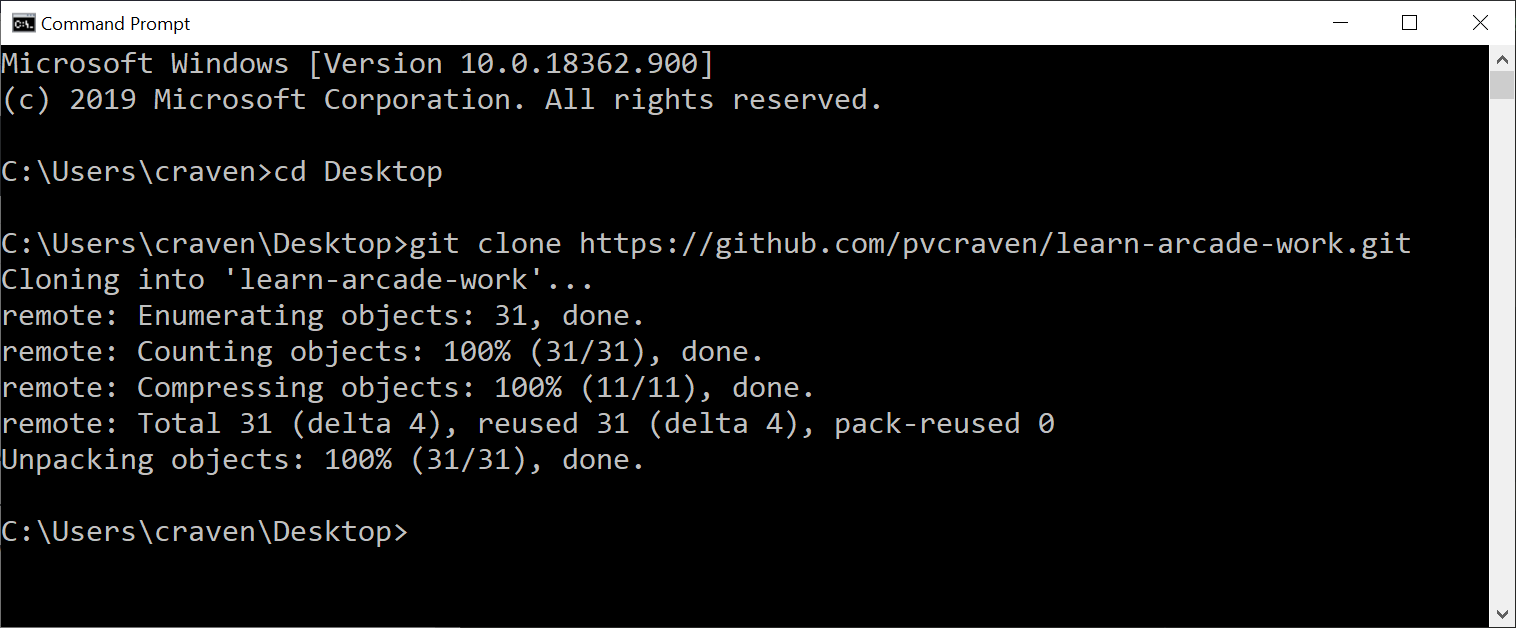 Command Prompt
Microsoft Windows [Version 10.0.18362.900]
(c) 2019 Microsoft Corporation. All rights reserved.
C:\Users\craven>cd Desktop
C:\Users\craven\Desktop>git clone https://github.com/pvcraven/learn-arcade-work.git
Cloning into 'learn-arcade-work'...
remote: Enumerating objects: 31, done.
remote: Counting objects: 100% (31/31), done.
remote: Compressing objects: 100% (11/11), done.
remote: Total 31 (delta 4), reused 31 (delta 4), pack-reused 0
Unpacking objects: 100% (31/31), done.
C:\Users\craven\Desktop>